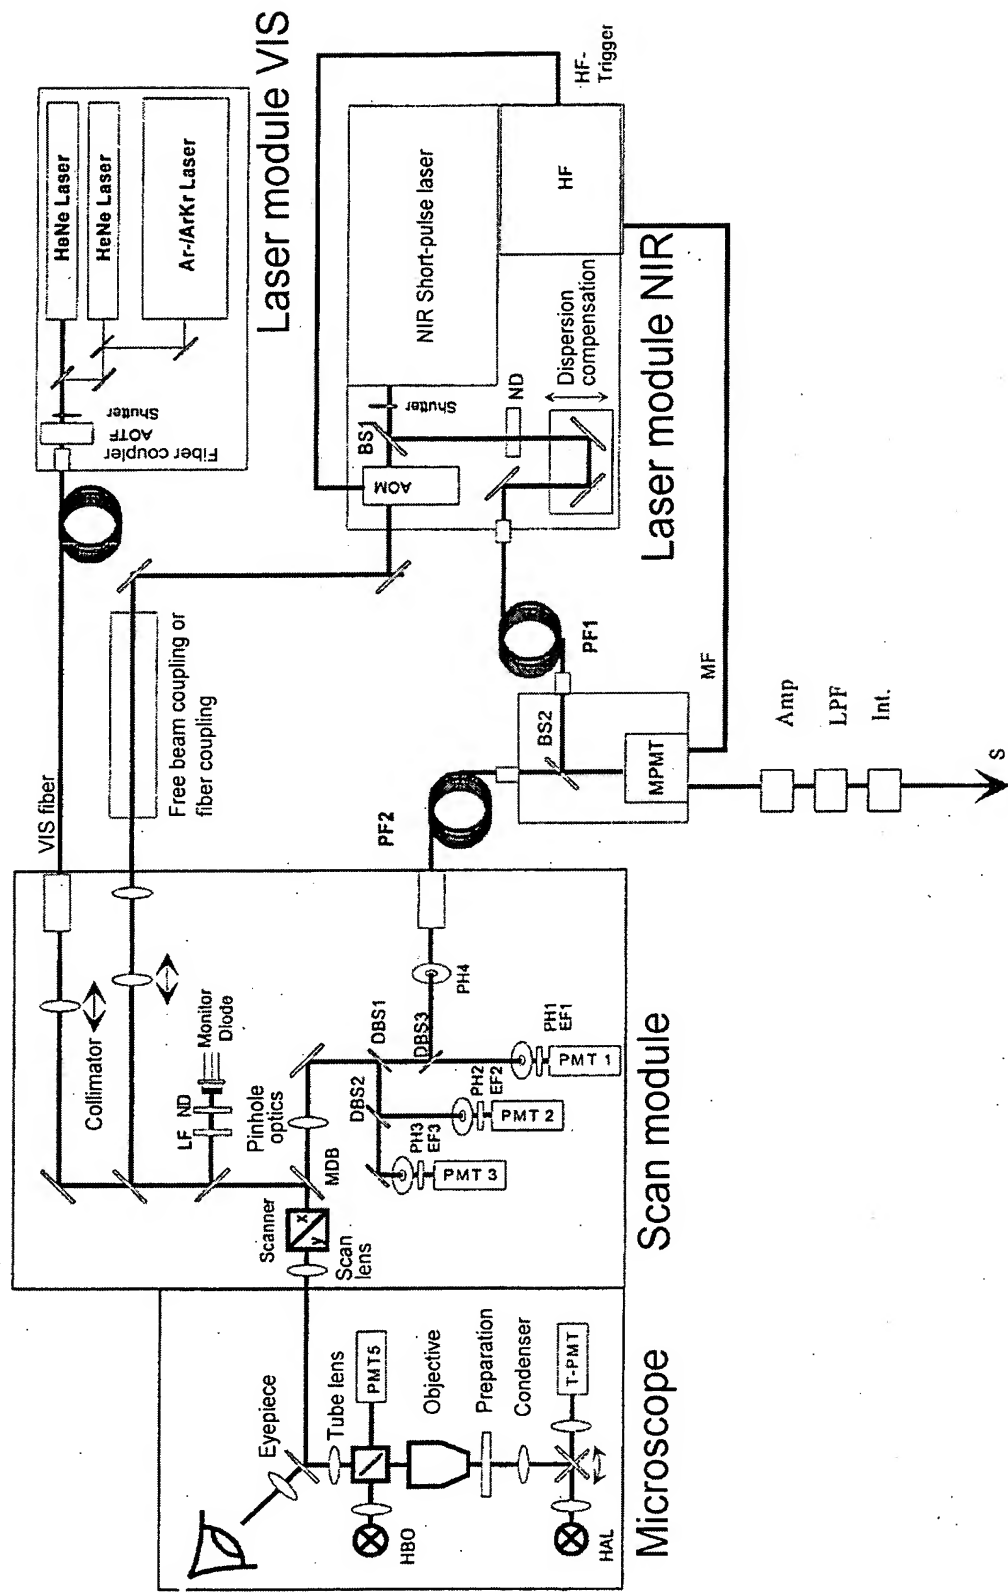 HeNe Laser
HeNe Laser
Ar-/ArKr Laser
Shutter
AOTF
Fiber coupler
Laser module VIS
VIS fiber
Free beam coupling or
fiber coupling
HF-
Trigger
NIR Short-pulse laser
HF
Shutter
BS1
AOM
ND
Dispersion
compensation
Laser module NIR
PF1
PF2
BS2
MPMT
MF
Amp
LPF
Int.
S
Collimator
Monitor
Diode
LF
ND
Pinhole
optics
MDB
Scanner
x
y
Scan
lens
DBS1
DBS2
DBS3
PH4
PH1
EF1
PMT 1
PH2
EF2
PMT 2
PH3
EF3
PMT 3
Scan module
Eyepiece
Tube lens
PMT5
HBO
Objective
Preparation
Condenser
T-PMT
HAL
Microscope